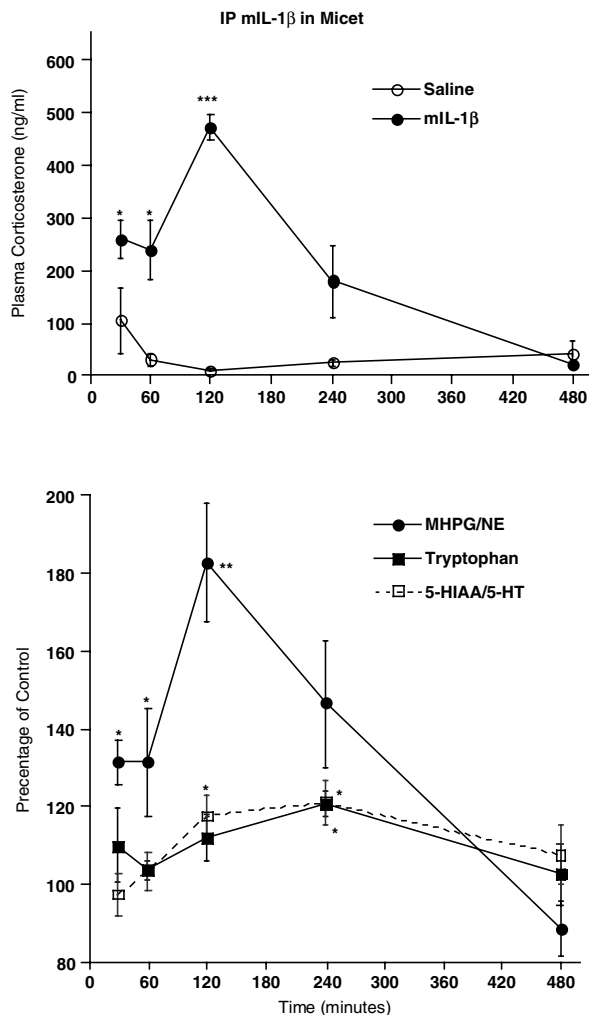 IP mIL-1β in Micet
Plasma Corticosterone (ng/ml)
600
500
400
300
200
100
0
Saline
mIL-1β
***
*
*
0 60 120 180 240 300 360 420 480
Precentage of Control
200
180
160
140
120
100
80
MHPG/NE
Tryptophan
5-HIAA/5-HT
**
*
*
*
*
*
0 60 120 180 240 300 360 420 480
Time (minutes)